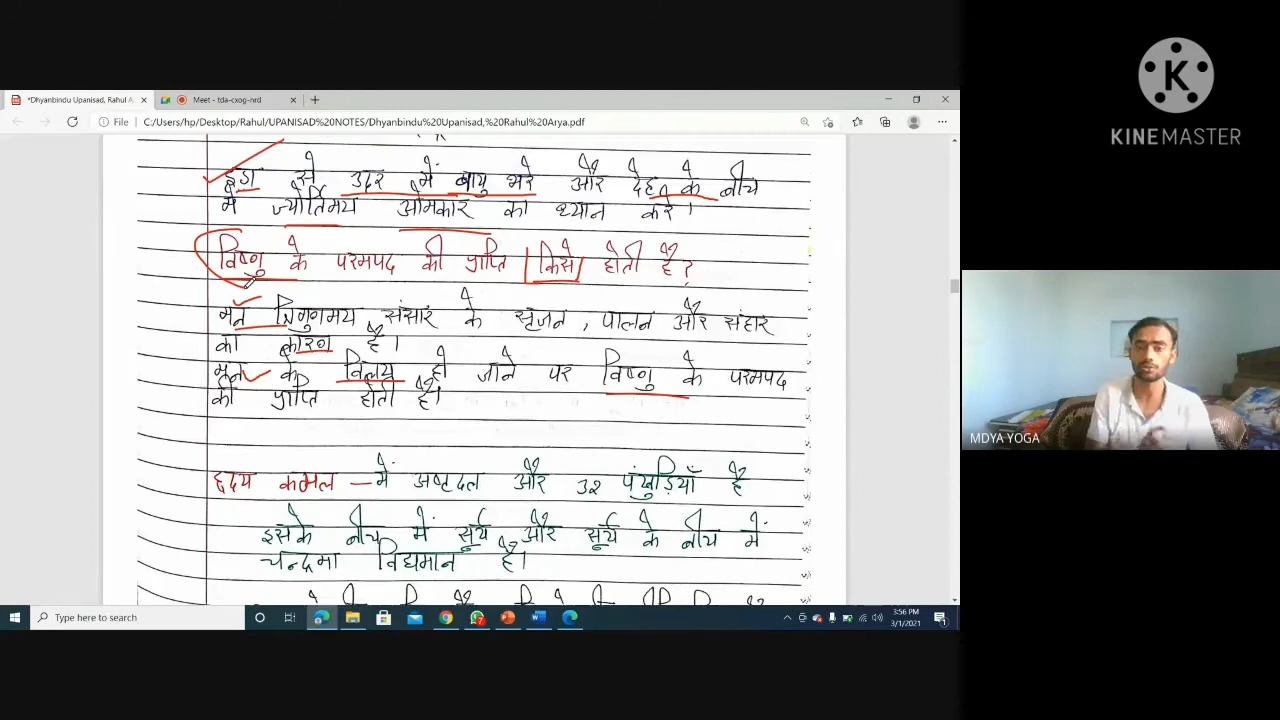 *Dhyanbindu Upanisad, Rahul A
Meet - tda-cxog-nrd
File
C:/Users/hp/Desktop/Rahul/UPANISAD%20NOTES/Dhyanbindu%20Upanisad,%20Rahul%20Arya.pdf
इडा से उदर में वायु भरे और देह के बीच
में ज्योर्तिमय ओमकार का ध्यान करे।
विष्णु के परमपद की प्राप्ति किसे होती है?
मन त्रिगुणमय संसार के सृजन, पालन और संहार
का कारण है।
मन के विलय हो जाने पर विष्णु के परमपद
की प्राप्ति होती है।
हृदय कमल — में अष्टदल और 32 पंखुड़ियाँ है
इसके बीच में सूर्य और सूर्य के बीच में
चन्द्रमा विद्यमान है।
Type here to search
3:56 PM
3/1/2021
K
KINEMASTER
MDYA YOGA